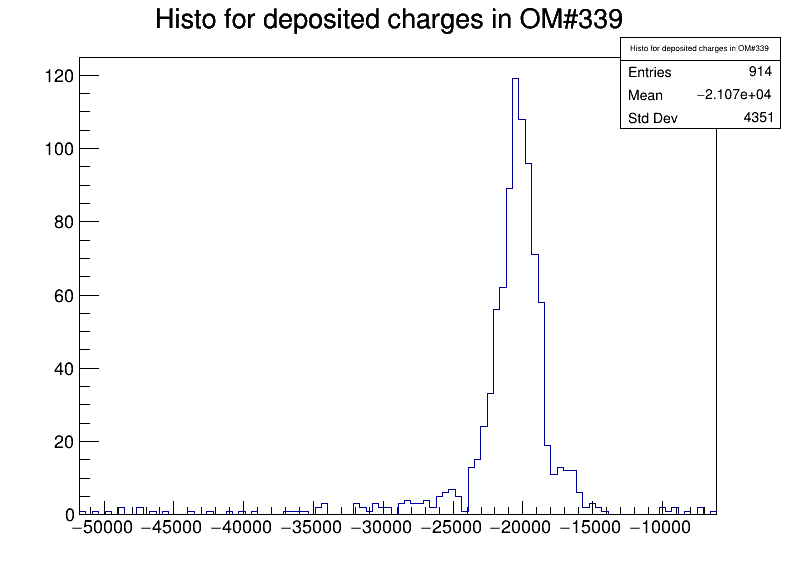 Histo for deposited charges in OM#339
Histo for deposited charges in OM#339
Entries 914
Mean −2.107e+04
Std Dev 4351
120
100
80
60
40
20
0
−50000 −45000 −40000 −35000 −30000 −25000 −20000 −15000 −10000